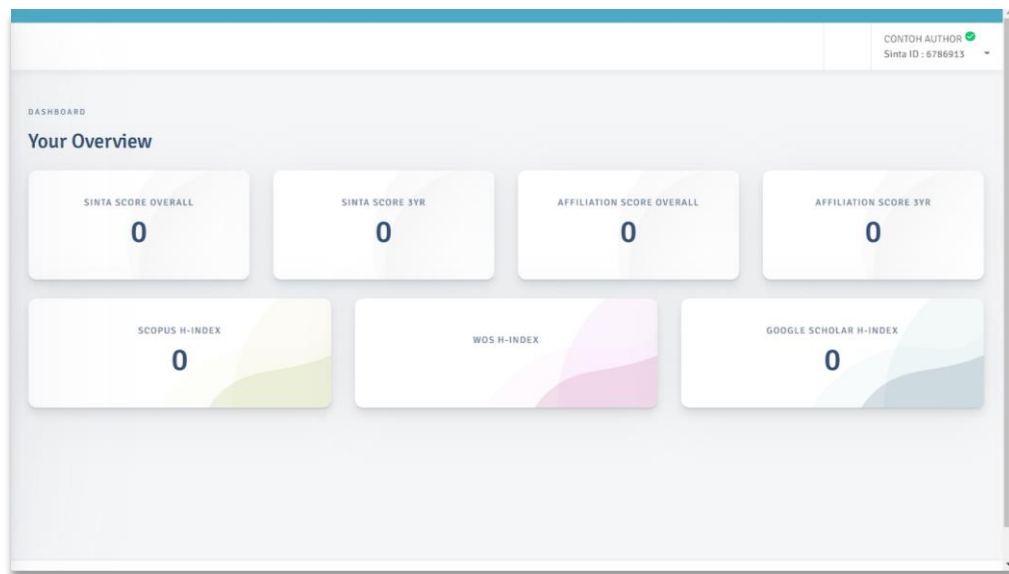 CONTOH AUTHOR
Sinta ID : 6786913
DASHBOARD
Your Overview
SINTA SCORE OVERALL
0
SINTA SCORE 3YR
0
AFFILIATION SCORE OVERALL
0
AFFILIATION SCORE 3YR
0
SCOPUS H-INDEX
0
WOS H-INDEX
GOOGLE SCHOLAR H-INDEX
0